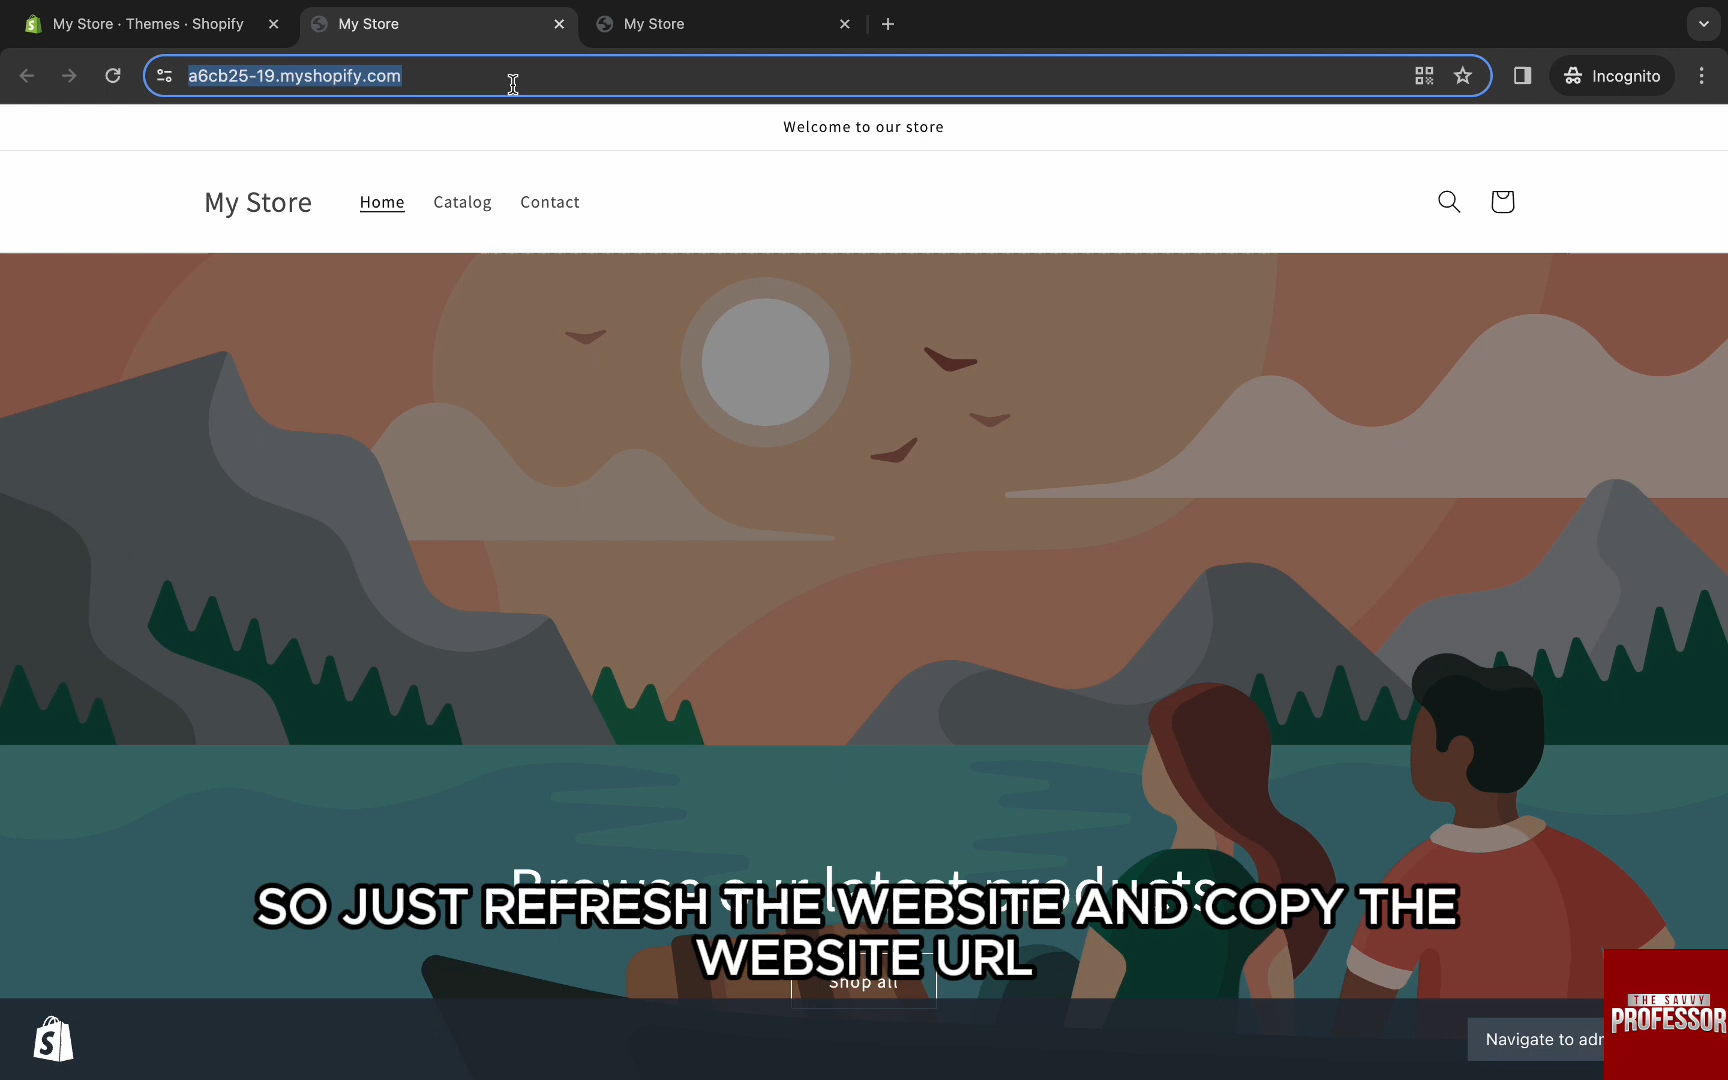 My Store · Themes · Shopify
My Store
My Store
a6cb25-19.myshopify.com
Incognito
Welcome to our store
My Store
Home
Catalog
Contact
Browse our latest products
SO JUST REFRESH THE WEBSITE AND COPY THE
WEBSITE URL
Shop all
Navigate to adm
THE SAVVY
PROFESSOR